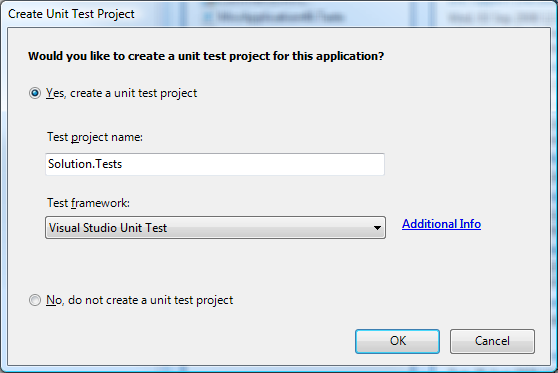 Create Unit Test Project
Would you like to create a unit test project for this application?
Yes, create a unit test project
Test project name:
Solution.Tests
Test framework:
Visual Studio Unit Test
Additional Info
No, do not create a unit test project
OK
Cancel